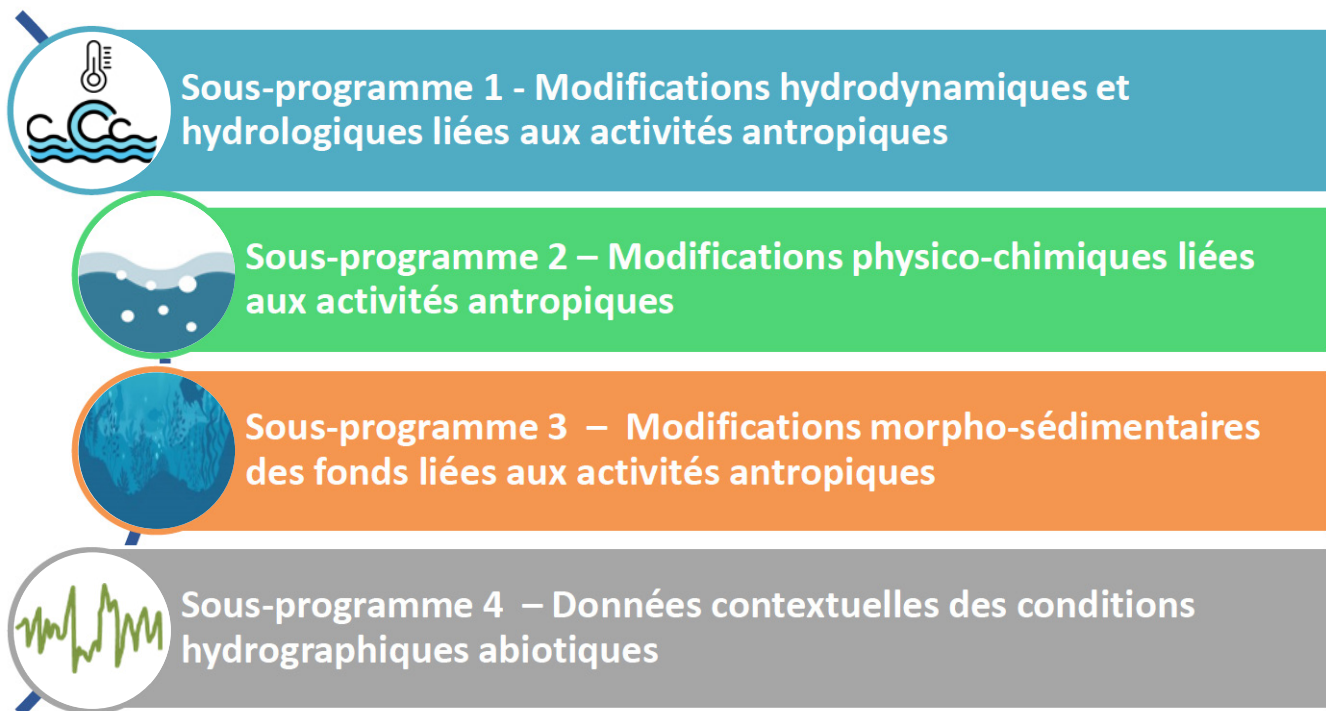 Sous-programme 1 - Modifications hydrodynamiques et
hydrologiques liées aux activités antropiques
Sous-programme 2 – Modifications physico-chimiques liées
aux activités antropiques
Sous-programme 3 – Modifications morpho-sédimentaires
des fonds liées aux activités antropiques
Sous-programme 4 – Données contextuelles des conditions
hydrographiques abiotiques